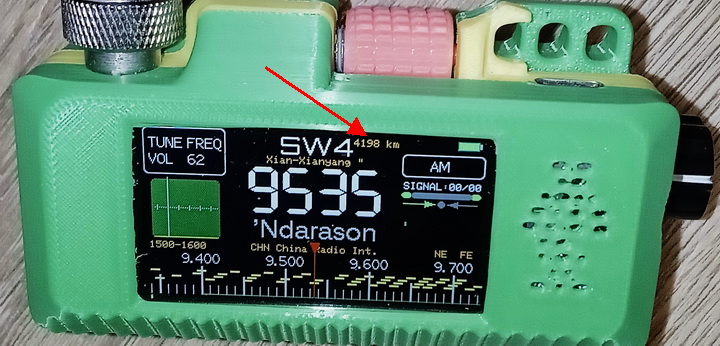 TUNE FREQ
VOL 62
SW4
4198 km
Xian-Xianyang "
AM
9535
SIGNAL:00/00
'Ndarason
1500-1600
CHN China Radio Int.
NE FE
9.400 9.500 9.600 9.700